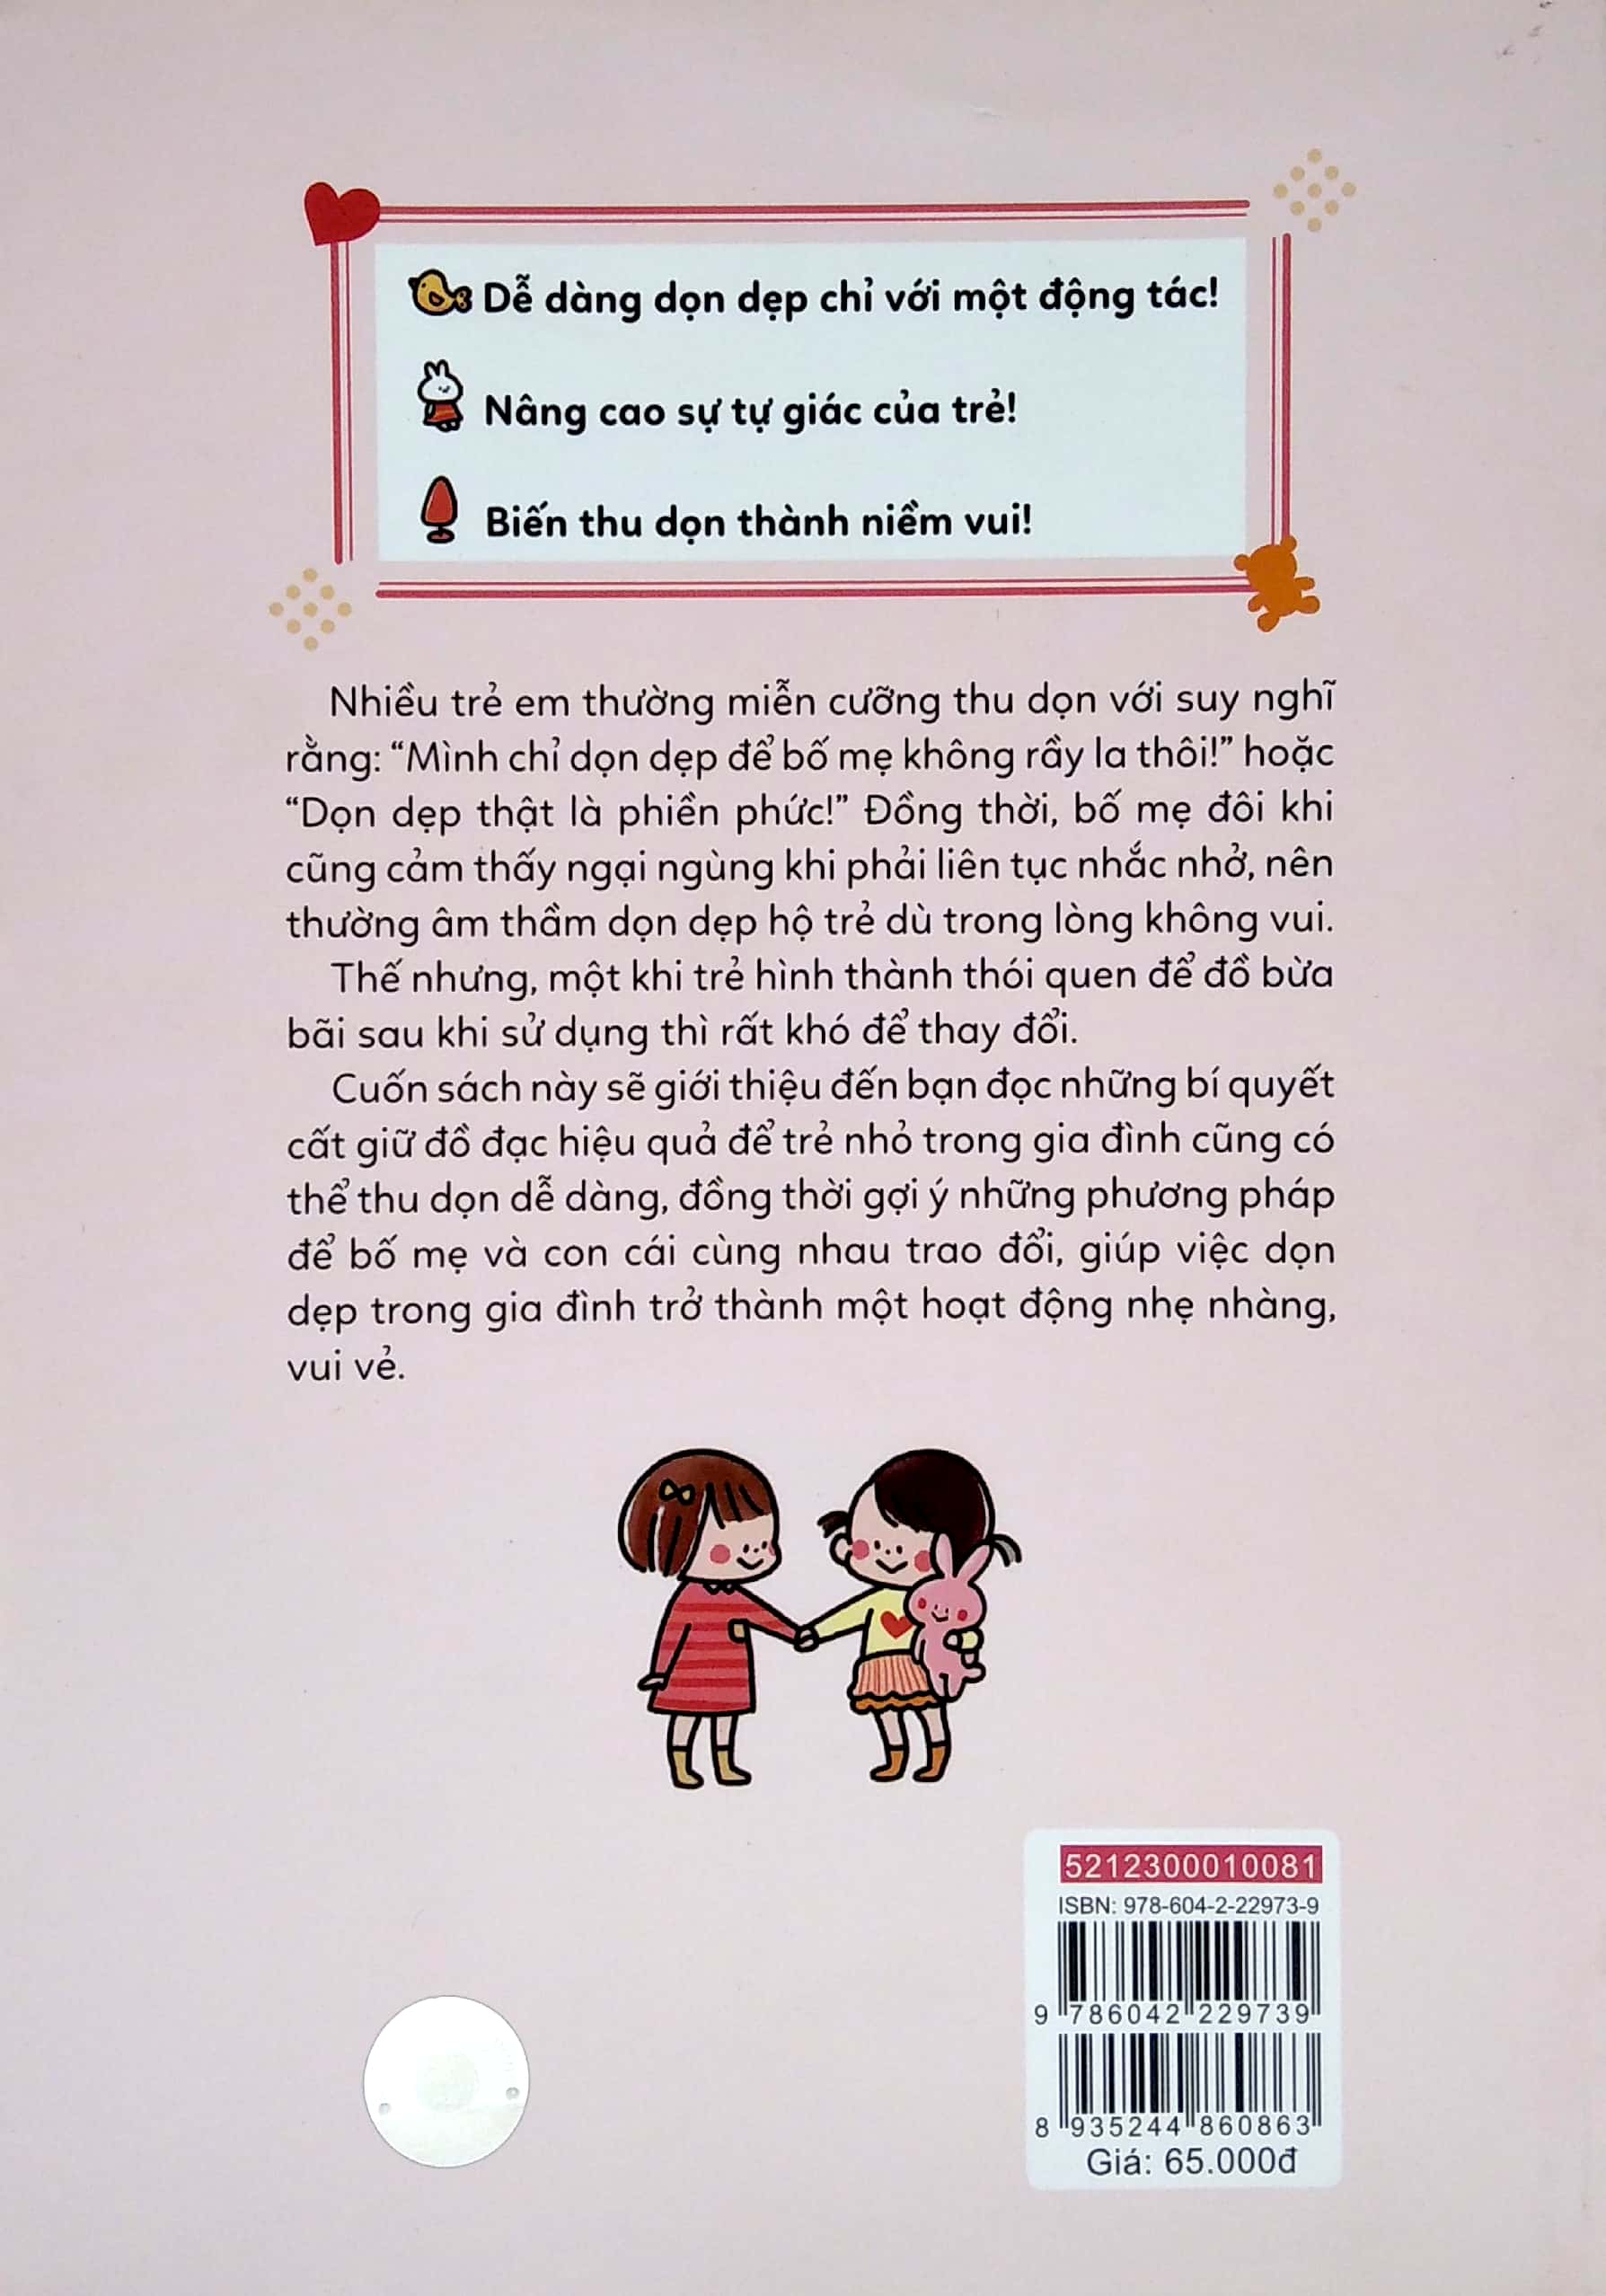 Dễ dàng dọn dẹp chỉ với một động tác!
Nâng cao sự tự giác của trẻ!
Biến thu dọn thành niềm vui!
Nhiều trẻ em thường miễn cưỡng thu dọn với suy nghĩ
rằng: “Mình chỉ dọn dẹp để bố mẹ không rầy la thôi!” hoặc
“Dọn dẹp thật là phiền phức!” Đồng thời, bố mẹ đôi khi
cũng cảm thấy ngại ngùng khi phải liên tục nhắc nhở, nên
thường âm thầm dọn dẹp hộ trẻ dù trong lòng không vui.
Thế nhưng, một khi trẻ hình thành thói quen để đồ bừa
bãi sau khi sử dụng thì rất khó để thay đổi.
Cuốn sách này sẽ giới thiệu đến bạn đọc những bí quyết
cất giữ đồ đạc hiệu quả để trẻ nhỏ trong gia đình cũng có
thể thu dọn dễ dàng, đồng thời gợi ý những phương pháp
để bố mẹ và con cái cùng nhau trao đổi, giúp việc dọn
dẹp trong gia đình trở thành một hoạt động nhẹ nhàng,
vui vẻ.
5212300010081
ISBN: 978-604-2-22973-9
9 786042 229739
8 935244 860863
Giá: 65.000đ